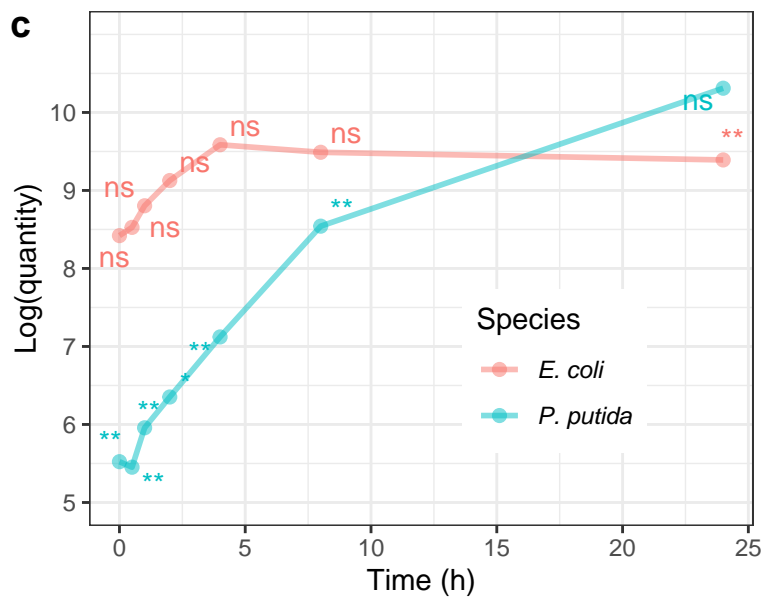 c
ns
**
ns
10
ns
ns
Log(quantity)
9
ns
ns
**
ns
8
Species
7
**
E. coli
*
**
P. putida
6
**
**
5
0
5
10
15
20
25
Time (h)